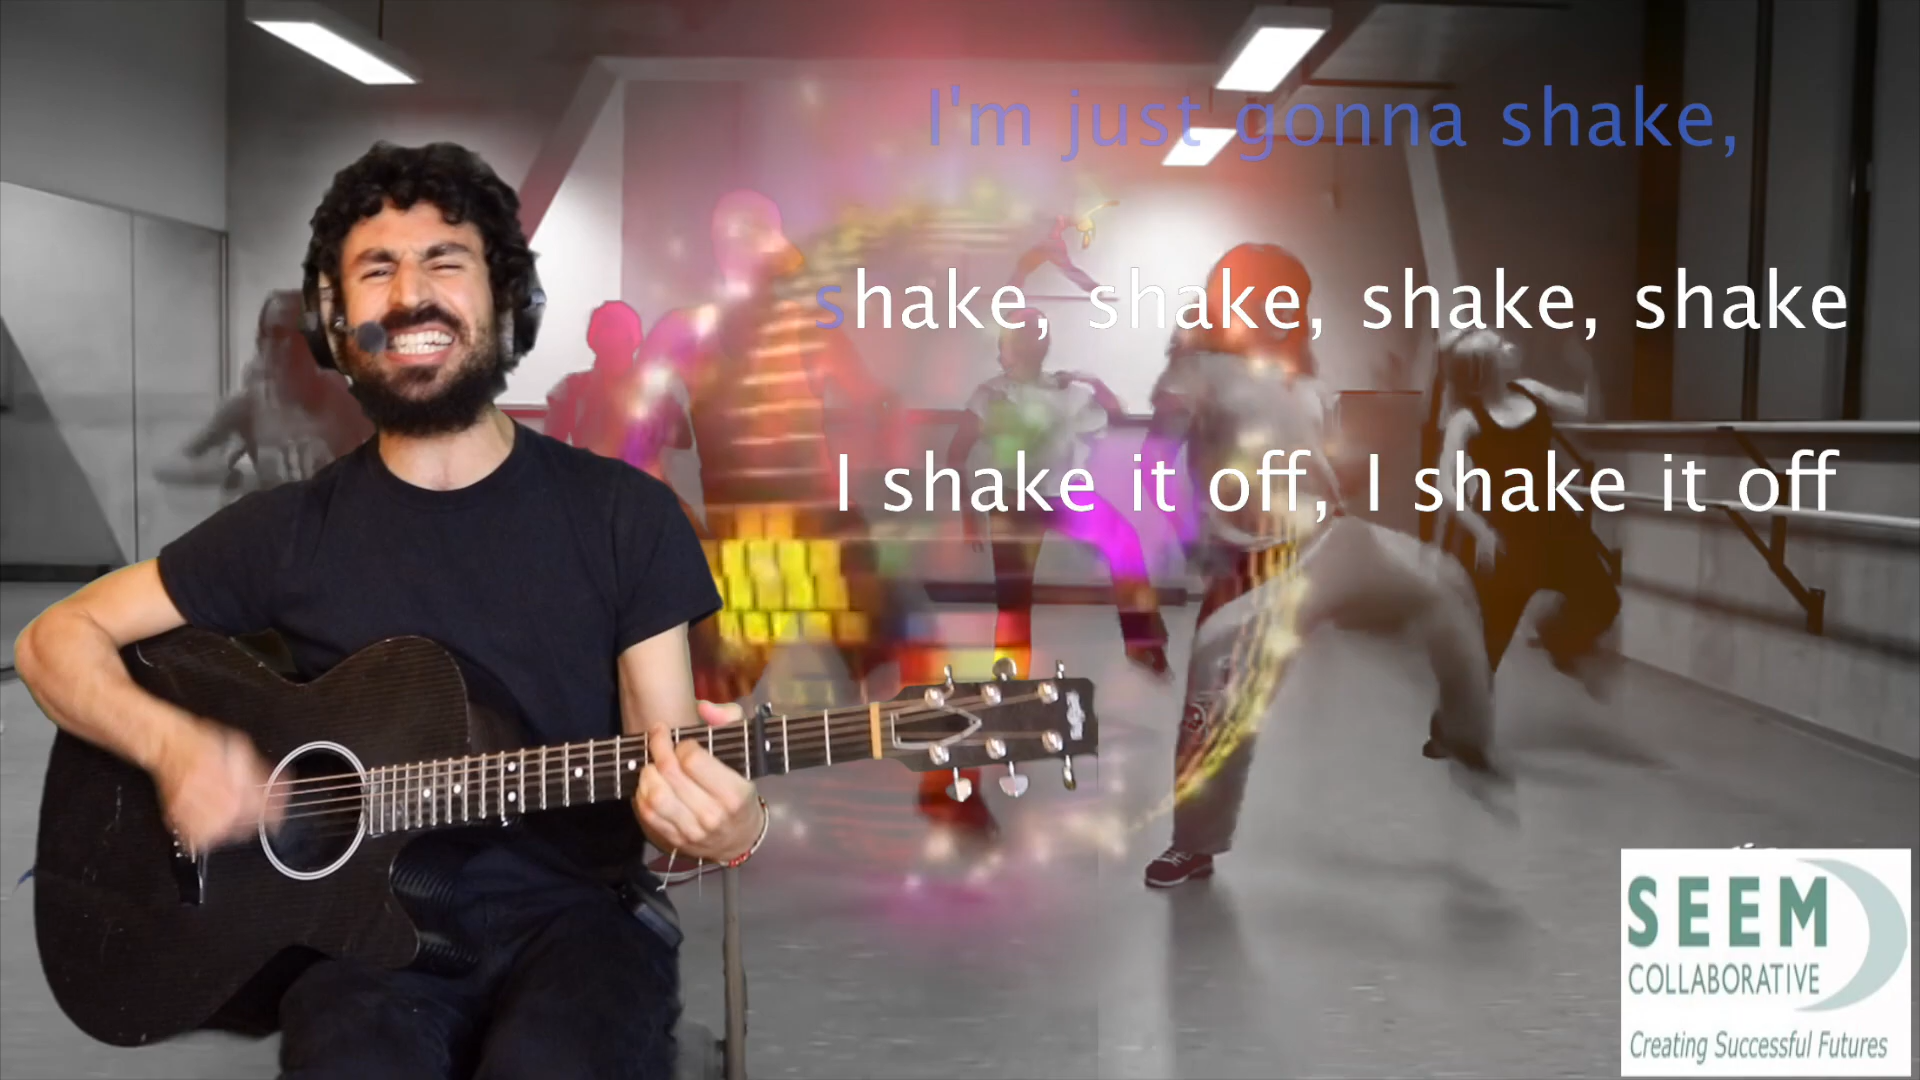 I'm just gonna shake,
shake, shake, shake, shake
I shake it off, I shake it off
SEEM
COLLABORATIVE
Creating Successful Futures